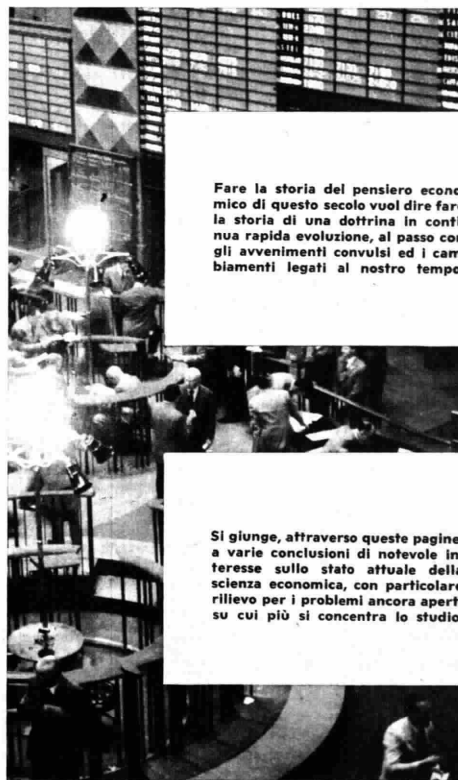 Fare la storia del pensiero econo
mico di questo secolo vuol dire fare
la storia di una dottrina in conti
nua rapida evoluzione, al passo con
gli avvenimenti convulsi ed i cam
biamenti legati al nostro tempo
Si giunge, attraverso queste pagine
a varie conclusioni di notevole in
teresse sullo stato attuale della
scienza economica, con particolare
rilievo per i problemi ancora apert
su cui più si concentra lo studio